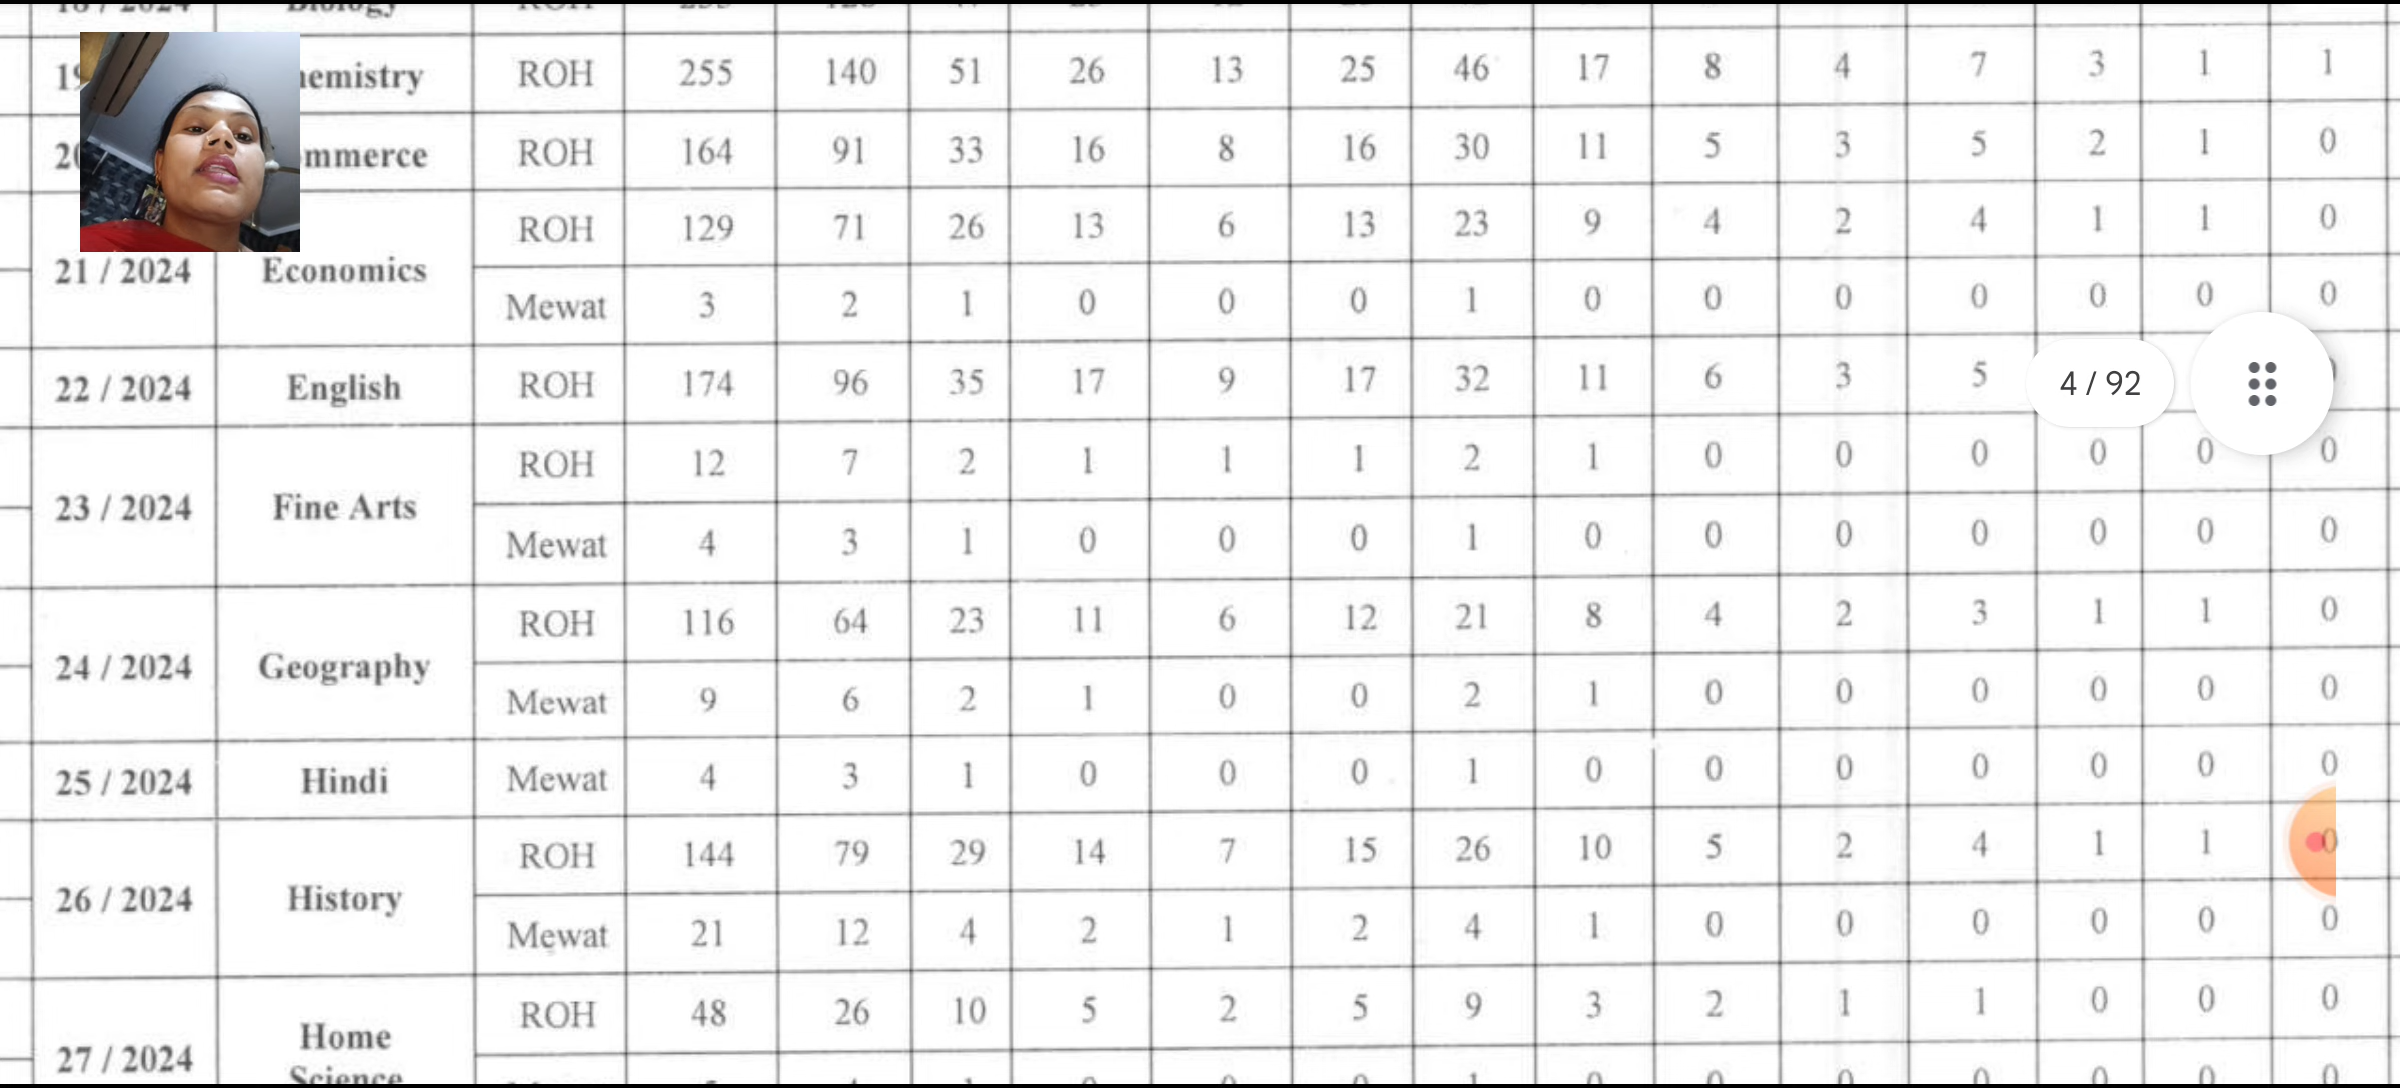 18 / 2024 Biology ROH
hemistry ROH 255 140 51 26 13 25 46 17 8 4 7 3 1 1
mmerce ROH 164 91 33 16 8 16 30 11 5 3 5 2 1 0
ROH 129 71 26 13 6 13 23 9 4 2 4 1 1 0
21 / 2024 Economics
Mewat 3 2 1 0 0 0 1 0 0 0 0 0 0 0
22 / 2024 English ROH 174 96 35 17 9 17 32 11 6 3 5
4 / 92
ROH 12 7 2 1 1 1 2 1 0 0 0 0 0 0
23 / 2024 Fine Arts
Mewat 4 3 1 0 0 0 1 0 0 0 0 0 0 0
ROH 116 64 23 11 6 12 21 8 4 2 3 1 1 0
24 / 2024 Geography
Mewat 9 6 2 1 0 0 2 1 0 0 0 0 0 0
25 / 2024 Hindi Mewat 4 3 1 0 0 0 1 0 0 0 0 0 0 0
ROH 144 79 29 14 7 15 26 10 5 2 4 1 1 0
26 / 2024 History
Mewat 21 12 4 2 1 2 4 1 0 0 0 0 0 0
ROH 48 26 10 5 2 5 9 3 2 1 1 0 0 0
27 / 2024 Home
Science